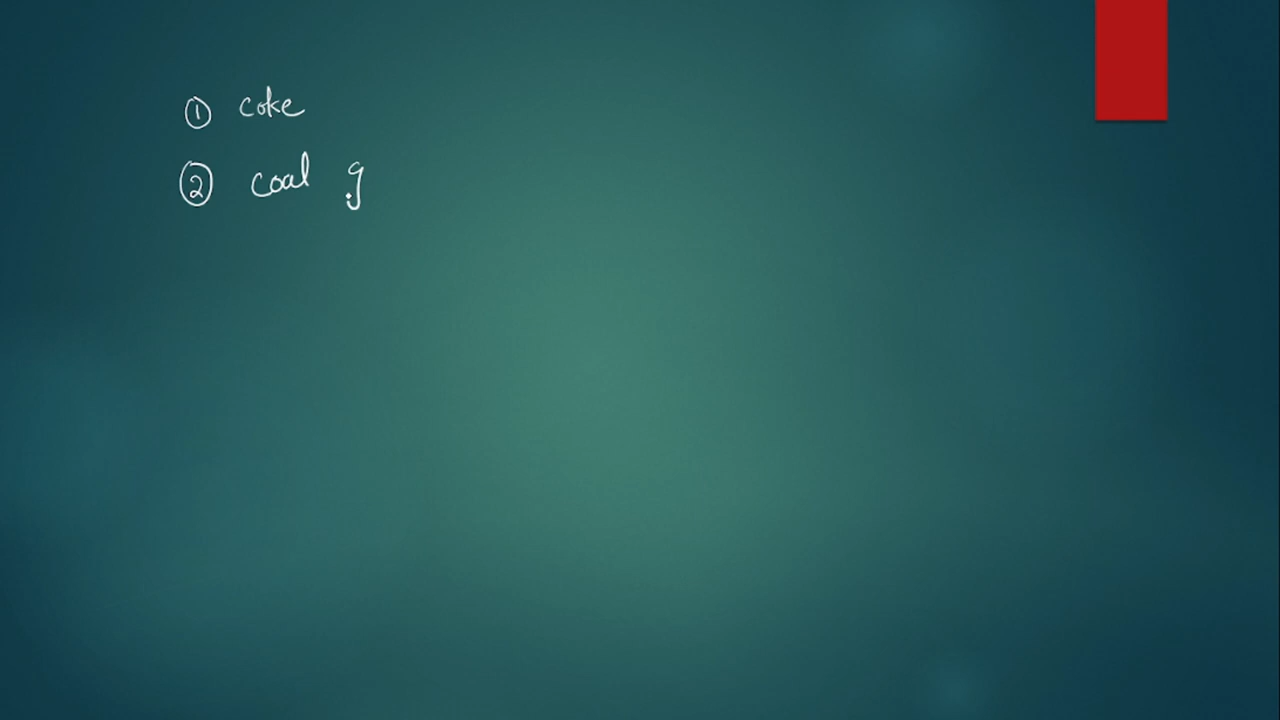 ① coke
② coal g